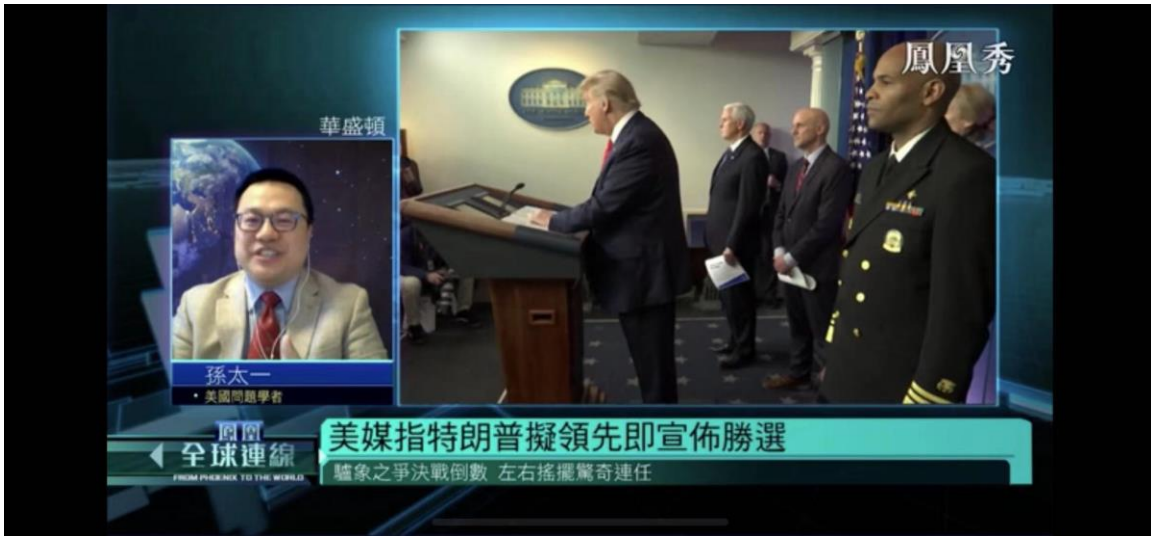 鳳凰秀
華盛頓
孫太一
• 美國問題學者
鳳凰
全球連線
FROM PHOENIX TO THE WORLD
美媒指特朗普擬領先即宣佈勝選
驢象之爭決戰倒數 左右搖擺驚奇連任